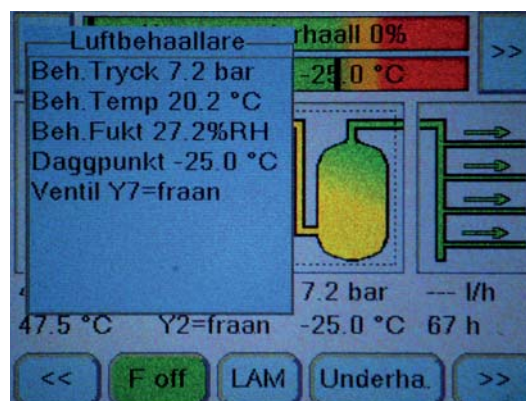 Luftbehaallare
rhaall 0%
>>
-25.0 °C
Beh.Tryck 7.2 bar
Beh.Temp 20.2 °C
Beh.Fukt 27.2%RH
Daggpunkt -25.0 °C
Ventil Y7=fraan
7.2 bar
--- l/h
47.5 °C
Y2=fraan
-25.0 °C
67 h
<<
F off
LAM
Underha.
>>